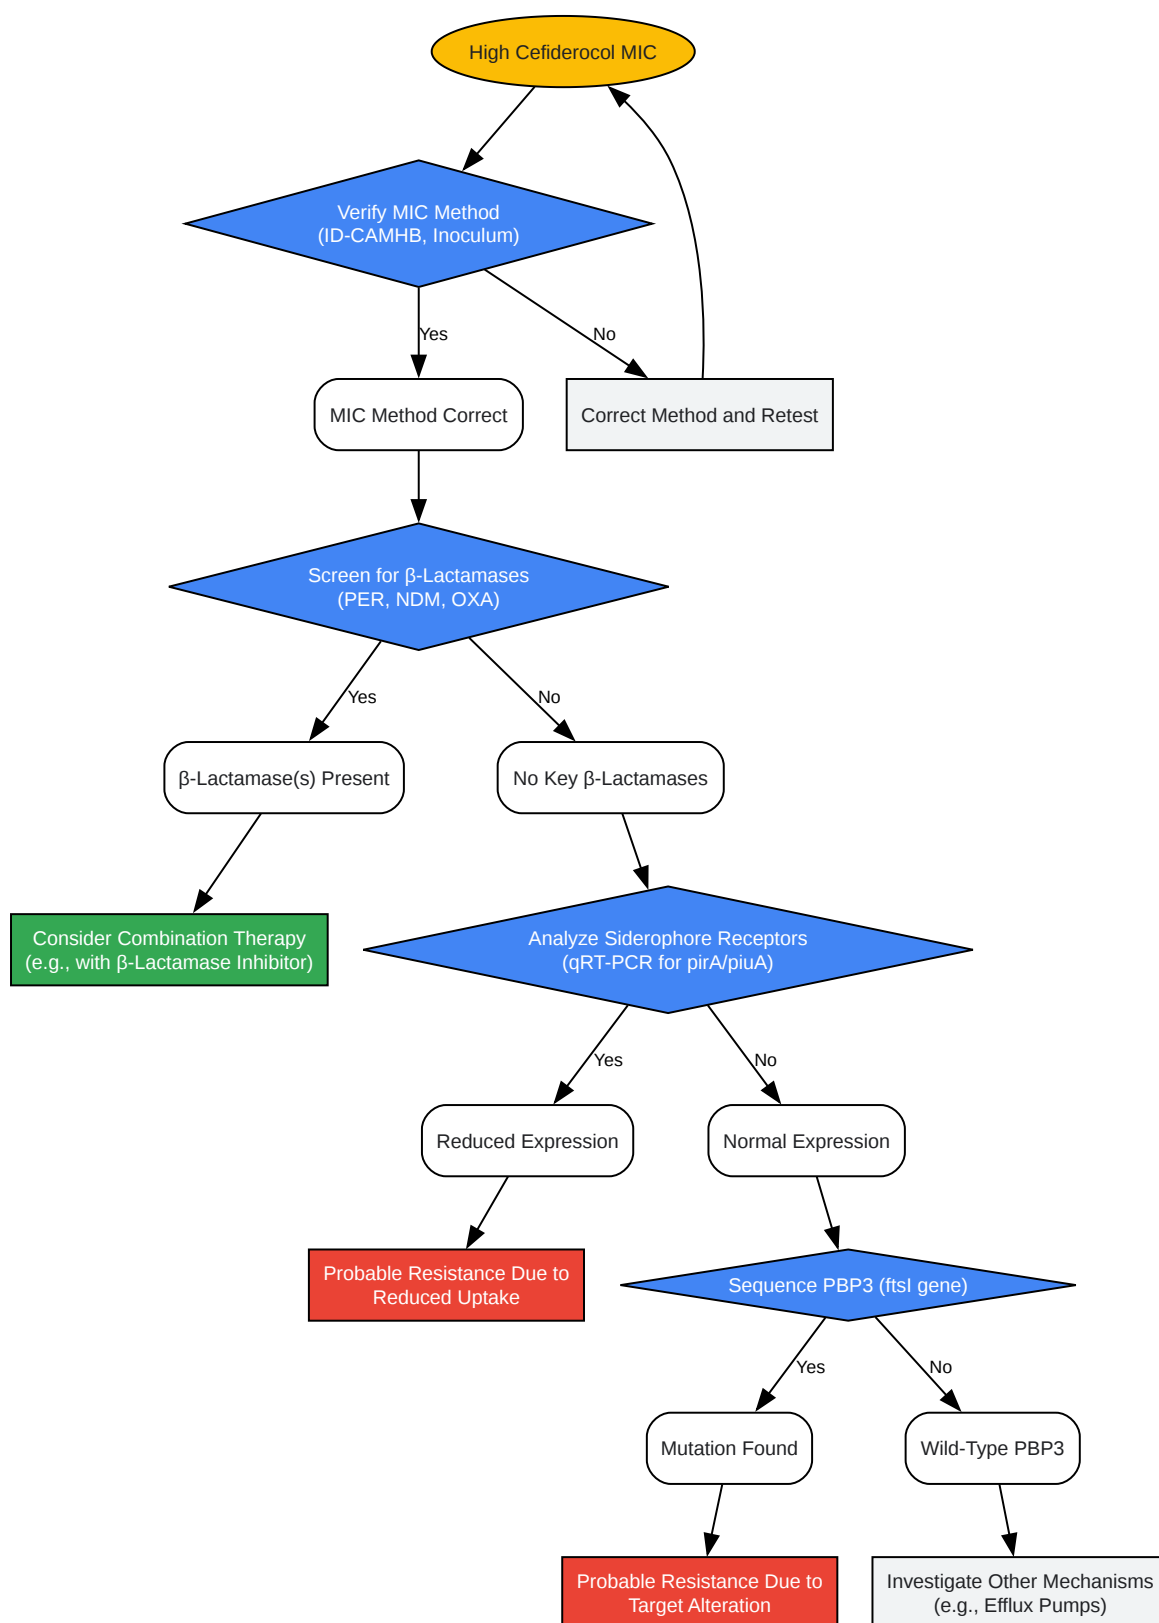 High Cefiderocol MIC
Verify MIC Method
(ID-CAMHB, Inoculum)
Yes
No
MIC Method Correct
Correct Method and Retest
Screen for β-Lactamases
(PER, NDM, OXA)
Yes
No
β-Lactamase(s) Present
No Key β-Lactamases
Consider Combination Therapy
(e.g., with β-Lactamase Inhibitor)
Analyze Siderophore Receptors
(qRT-PCR for pirA/piuA)
Yes
No
Reduced Expression
Normal Expression
Probable Resistance Due to
Reduced Uptake
Sequence PBP3 (ftsI gene)
Yes
No
Mutation Found
Wild-Type PBP3
Probable Resistance Due to
Target Alteration
Investigate Other Mechanisms
(e.g., Efflux Pumps)